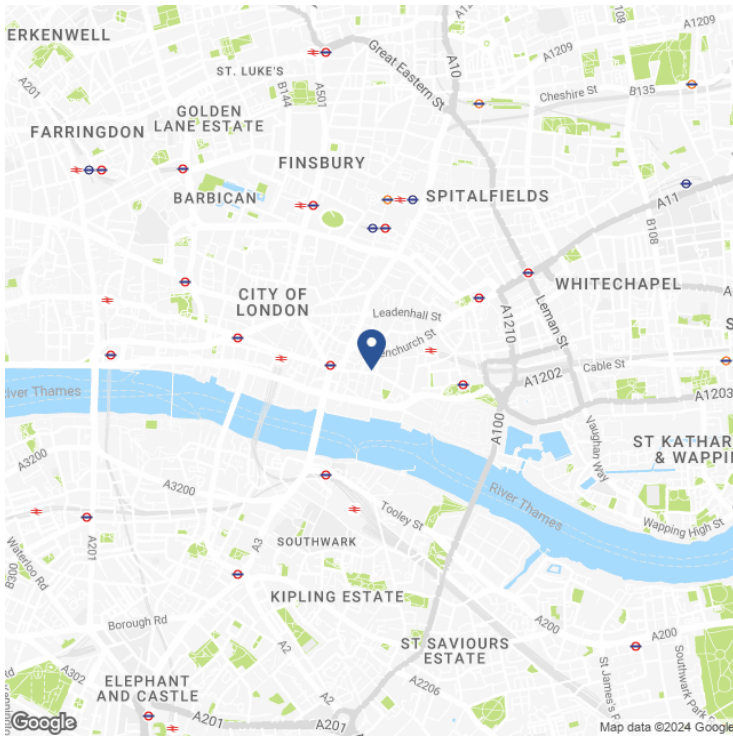 ERKENWELL
A201
ST. LUKE'S
B144
A501
Great Eastern St
A10
A1209
108
A1209
Cheshire St
B135
GOLDEN
LANE ESTATE
FARRINGDON
FINSBURY
BARBICAN
SPITALFIELDS
A11
B108
CITY OF
LONDON
Leadenhall St
enchurch St
A1210
Leman St
WHITECHAPEL
A
S
Cable St
A1202
A1203
River Thames
A100
Vaughan Way
ST KATHAR
& WAPPI
A3200
A3200
River Thames
Wapping High St
Tooley St
A201
A3
SOUTHWARK
Waterloo Rd
B300
KIPLING ESTATE
Borough Rd
A2
A200
A200
ST SAVIOURS
ESTATE
A302
ELEPHANT
AND CASTLE
A2
A2206
St James's R
Southwark Park
A201
A201
Google
Map data ©2024 Google